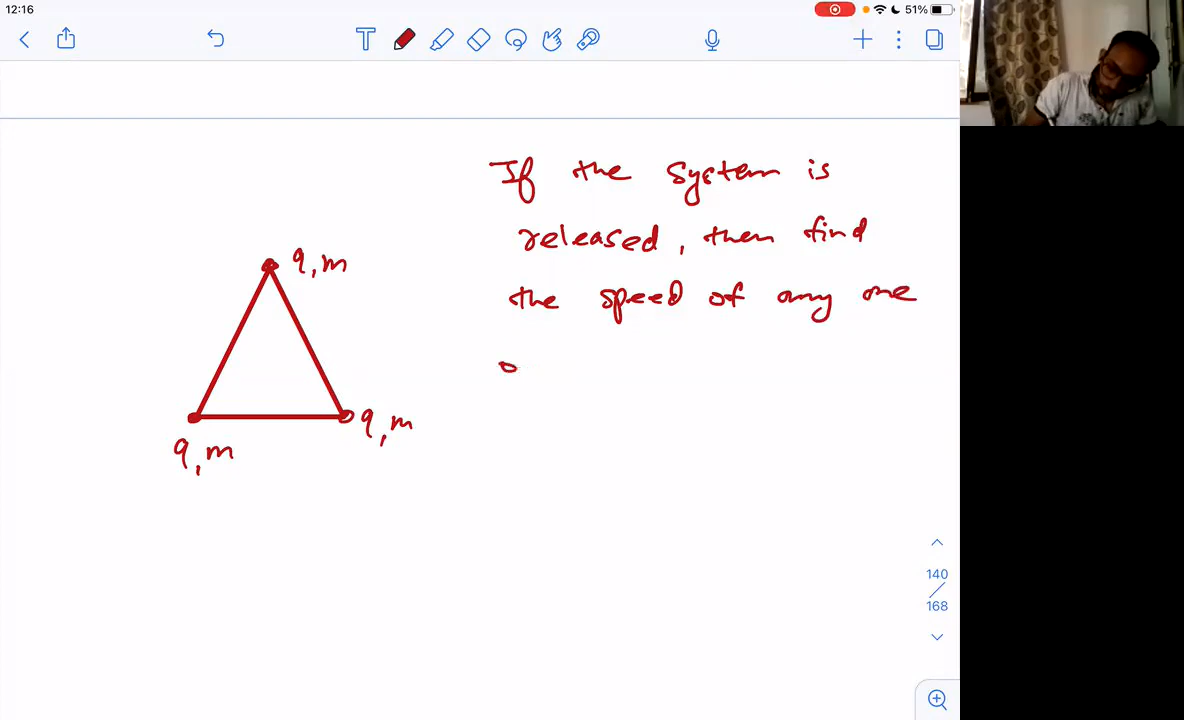 12:16
51%
T
If the system is
q,m
released, then find
the speed of any one
o
q,m
q,m
140
168